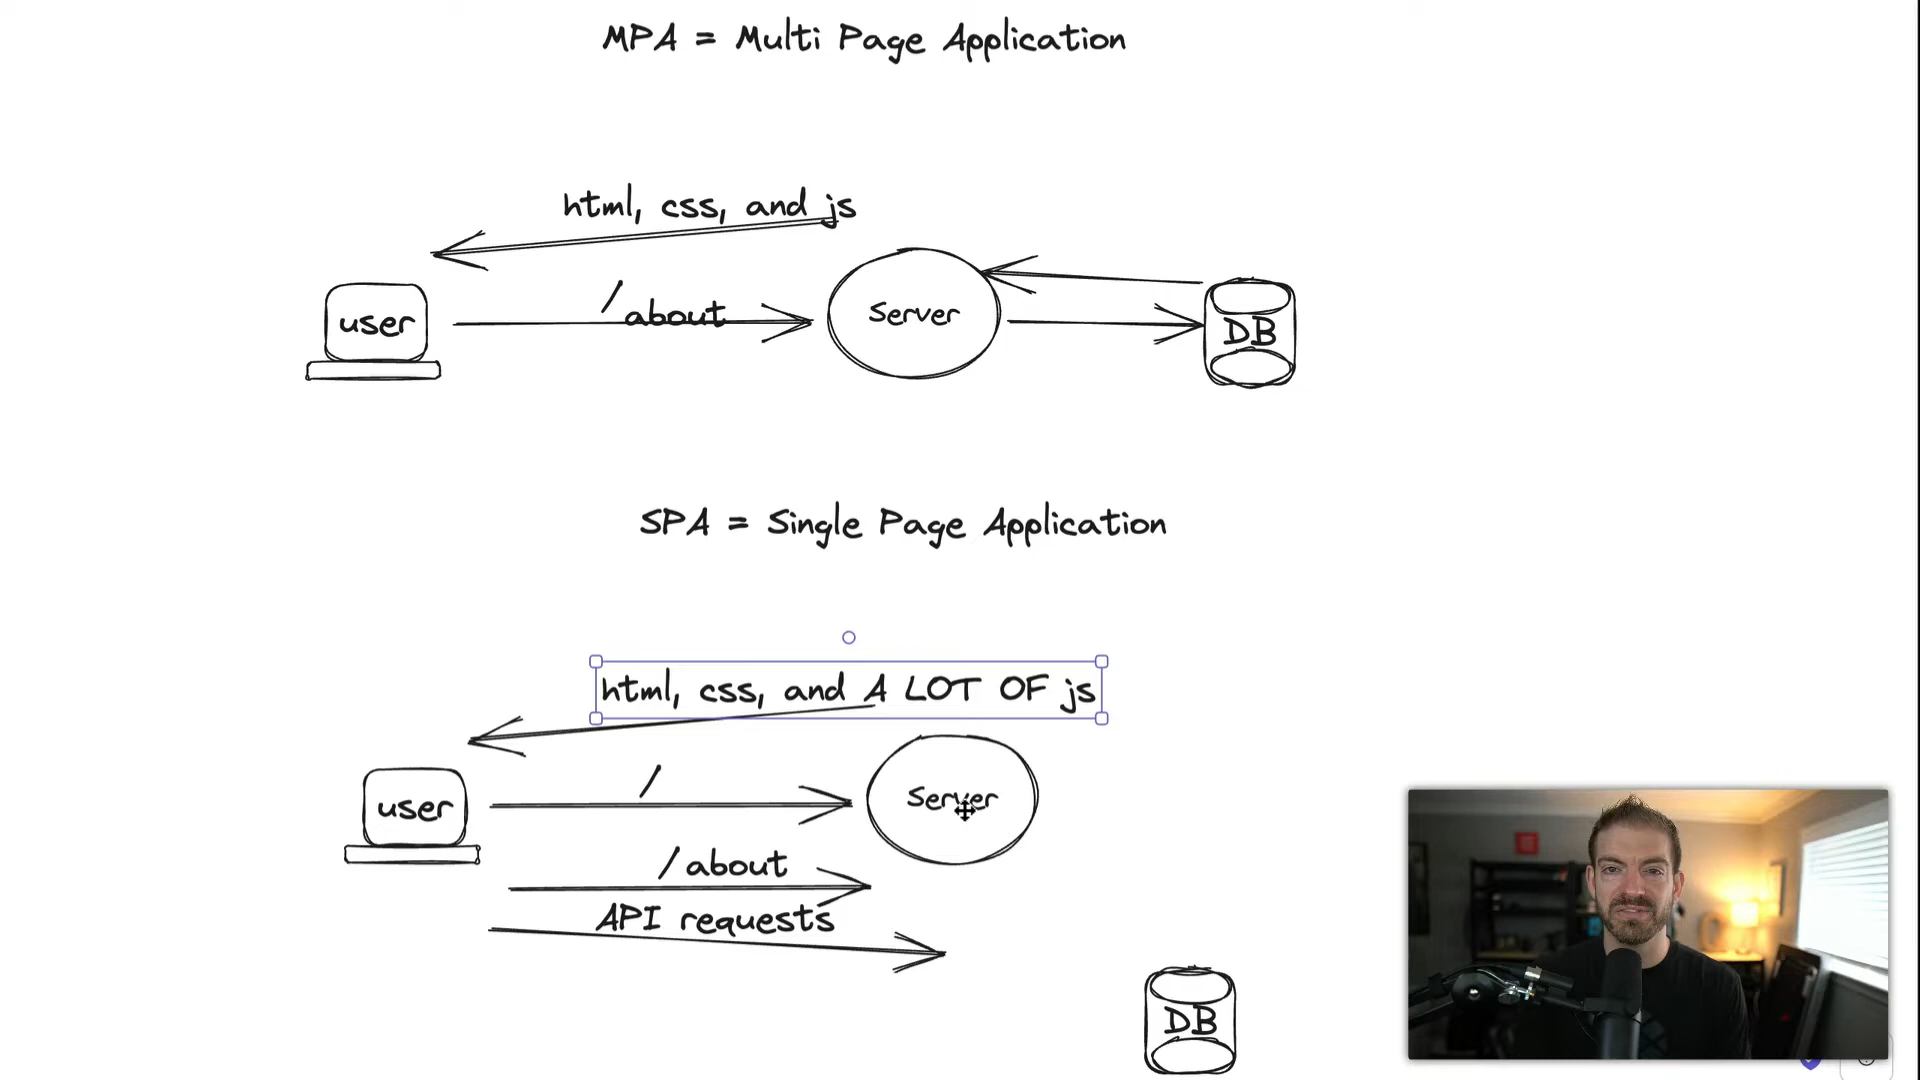 MPA = Multi Page Application
html, css, and js
/
about
user
Server
DB
SPA = Single Page Application
html, css, and A LOT OF js
/
user
Server
/about
API requests
DB